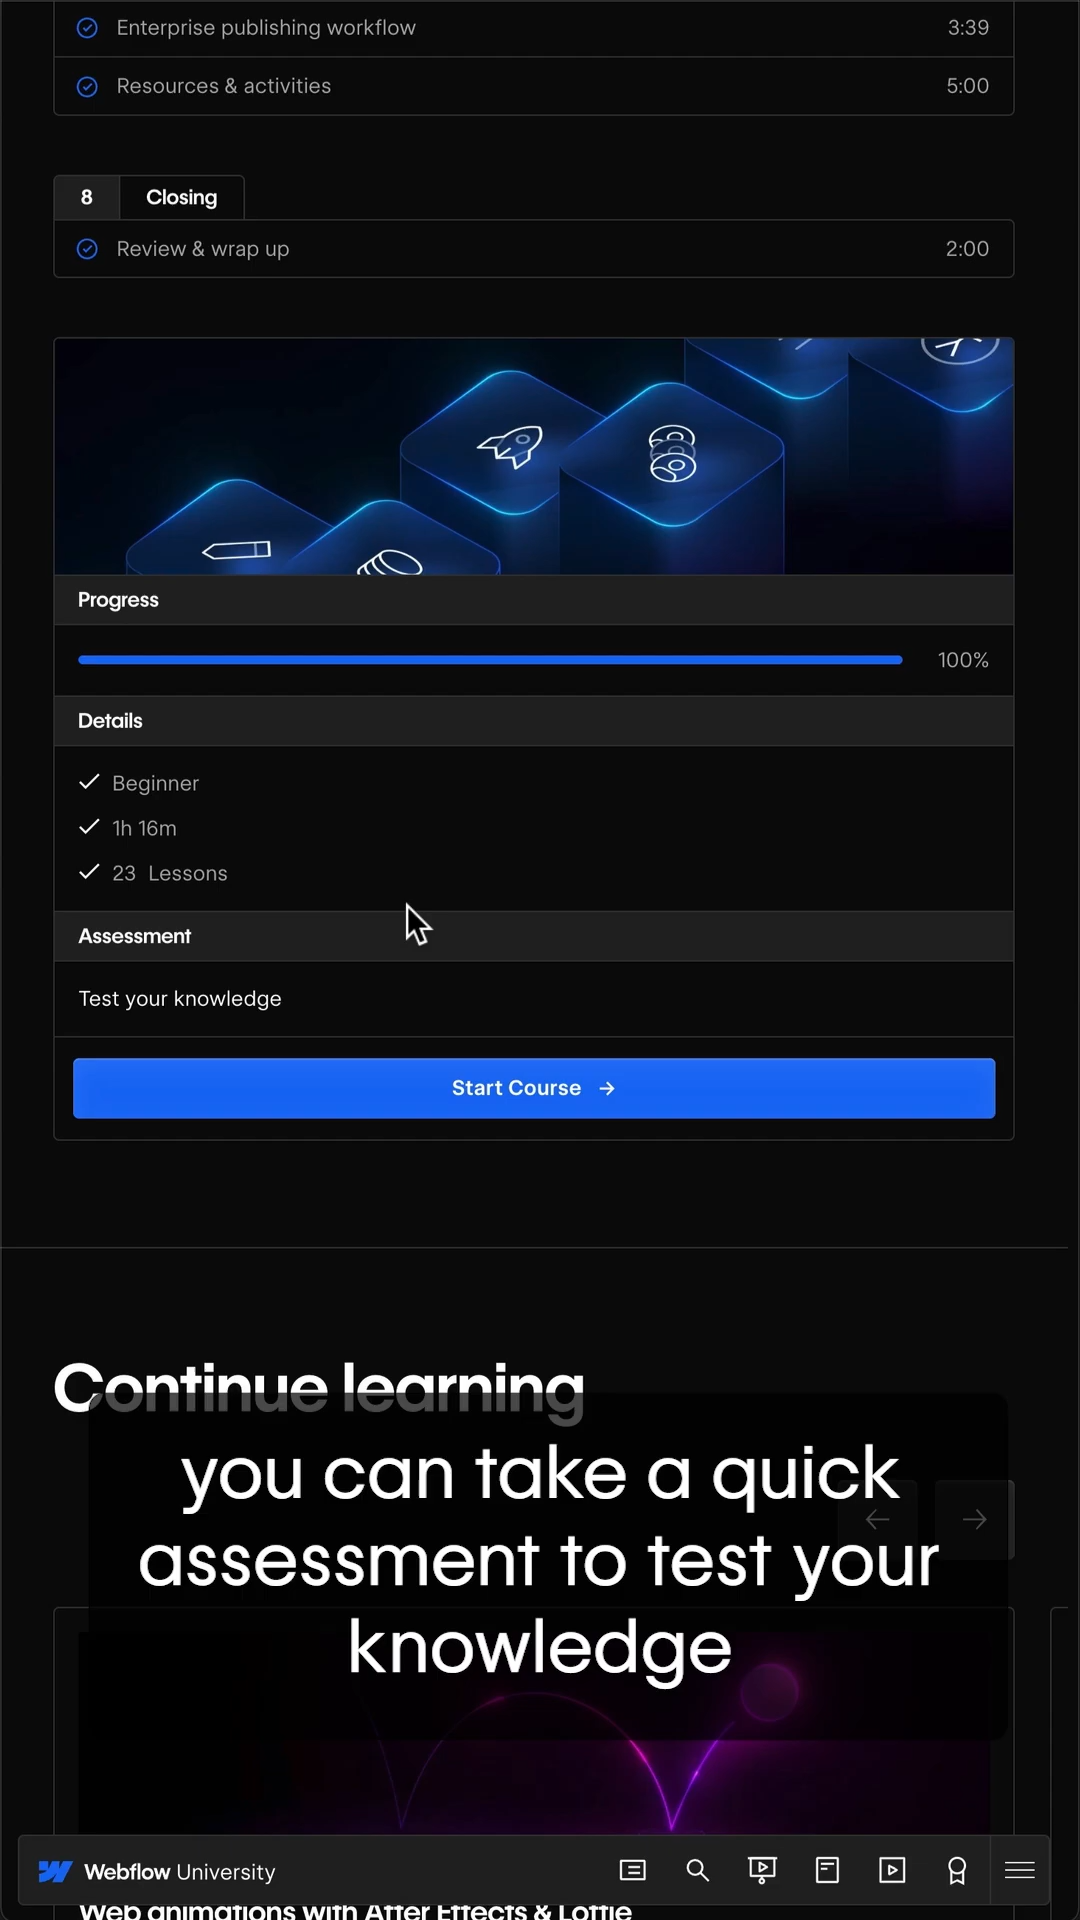 Enterprise publishing workflow 3:39
Resources & activities 5:00
8 Closing
Review & wrap up 2:00
Progress
100%
Details
Beginner
1h 16m
23 Lessons
Assessment
Test your knowledge
Start Course →
Continue learning
you can take a quick
assessment to test your
knowledge
Webflow University
Web animations with After Effects & Lottie